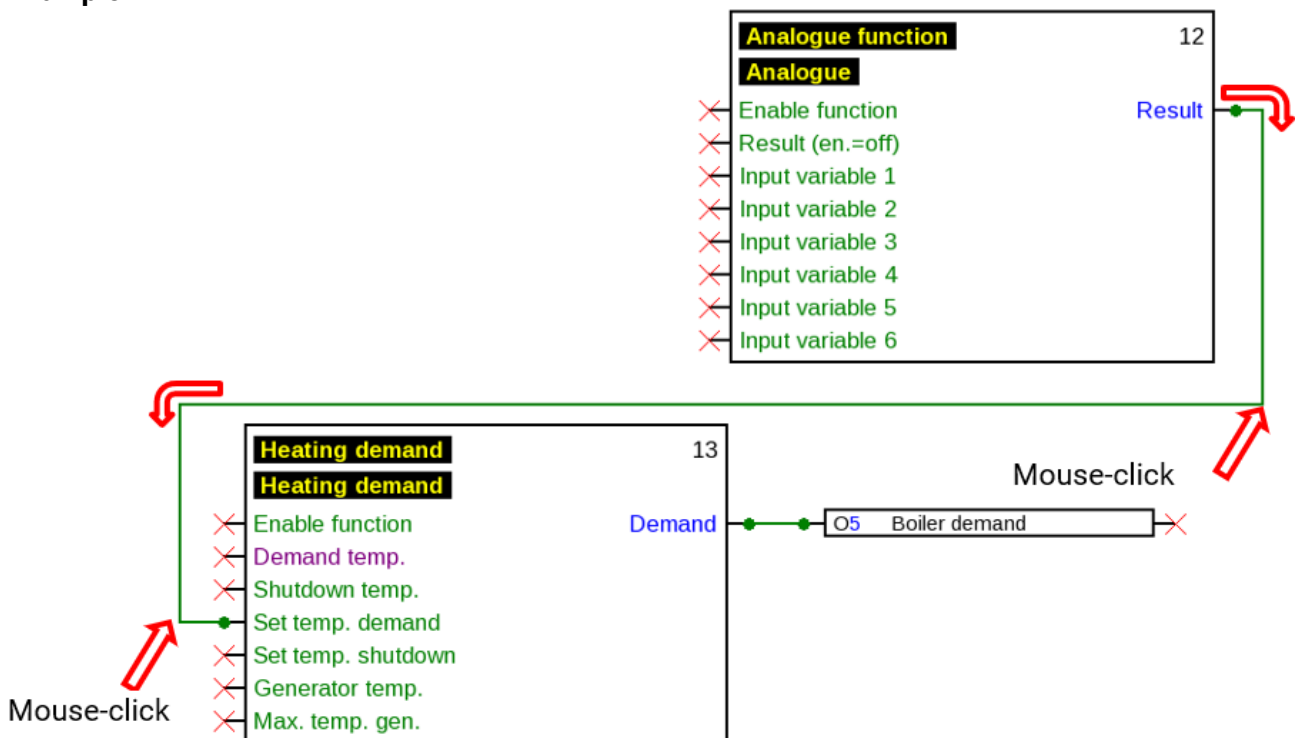 Analogue function 12
Analogue
Enable function Result
Result (en.=off)
Input variable 1
Input variable 2
Input variable 3
Input variable 4
Input variable 5
Input variable 6
Heating demand 13
Heating demand
Mouse-click
Enable function Demand O5 Boiler demand
Demand temp.
Shutdown temp.
Set temp. demand
Set temp. shutdown
Generator temp.
Mouse-click
Max. temp. gen.